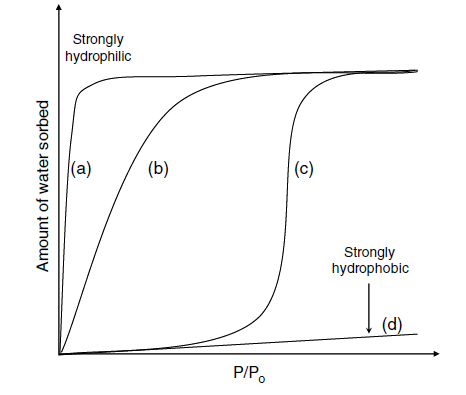 Strongly
hydrophilic
Amount of water sorbed
(a)
(b)
(c)
Strongly
hydrophobic
(d)
P/Po